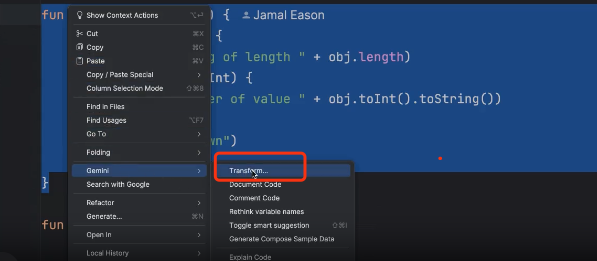 fun ) { Jamal Eason
{
g of length " + obj.length)
Int) {
er of value " + obj.toInt().toString())
wn")
}
fun
Show Context Actions ⌥↩
Cut ⌘X
Copy ⌘C
Paste ⌘V
Copy / Paste Special >
Column Selection Mode ⇧⌘8
Find in Files
Find Usages ⌥F7
Go To >
Folding >
Gemini >
Search with Google
Refactor >
Generate... ⌘N
Open In >
Local History >
Transform...
Document Code
Comment Code
Rethink variable names
Toggle smart suggestion ⇧⌘I
Generate Compose Sample Data
Explain Code